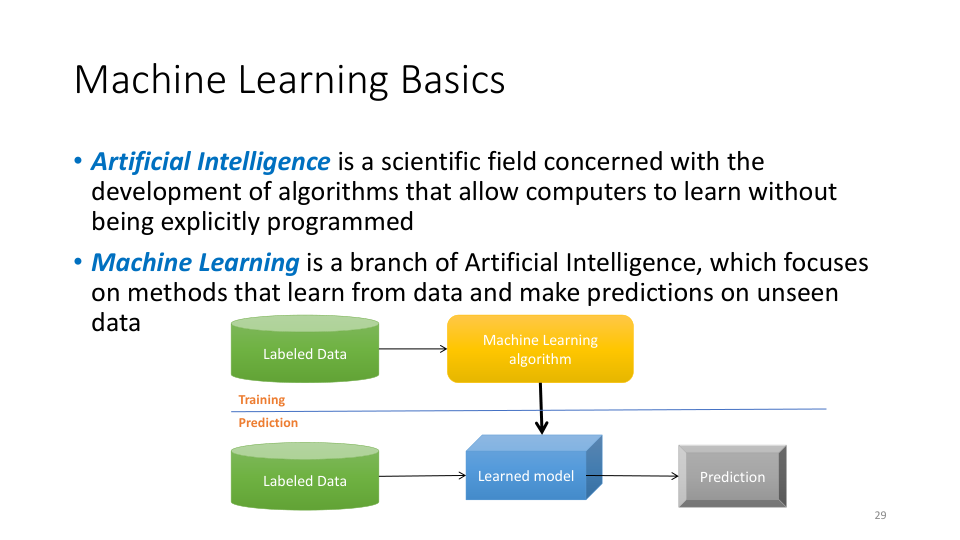 Machine Learning Basics
• Artificial Intelligence is a scientific field concerned with the
development of algorithms that allow computers to learn without
being explicitly programmed
• Machine Learning is a branch of Artificial Intelligence, which focuses
on methods that learn from data and make predictions on unseen
data
Labeled Data
Machine Learning
algorithm
Training
Prediction
Labeled Data
Learned model
Prediction
29